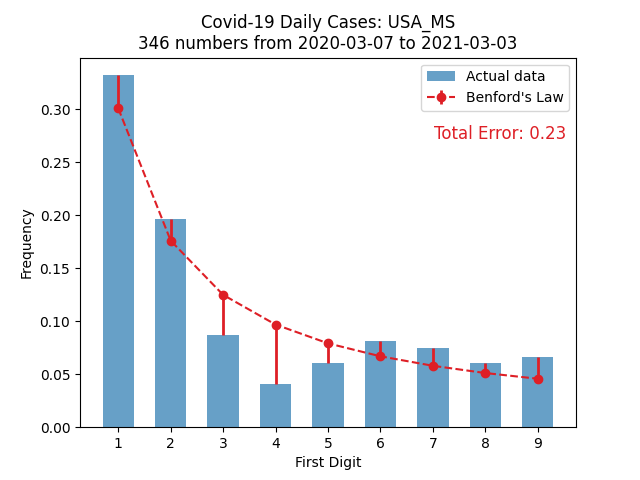 Covid-19 Daily Cases: USA_MS
346 numbers from 2020-03-07 to 2021-03-03
Actual data
Benford's Law
Total Error: 0.23
Frequency
0.30
0.25
0.20
0.15
0.10
0.05
0.00
1 2 3 4 5 6 7 8 9
First Digit